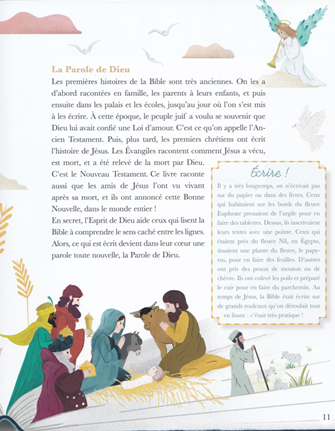 La Parole de Dieu
Les premières histoires de la Bible sont très anciennes. On les a
d'abord racontées en famille, les parents à leurs enfants, et puis
ensuite dans les palais et les écoles, jusqu'au jour où l'on s'est mis
à les écrire. À cette époque, le peuple juif a voulu se souvenir que
Dieu lui avait confié une Loi d'amour. C'est ce qu'on appelle l'An-
cien Testament. Puis, plus tard, les premiers chrétiens ont écrit
l'histoire de Jésus. Les Évangiles racontent comment Jésus a vécu,
est mort, et a été relevé de la mort par Dieu.
C'est le Nouveau Testament. Ce livre raconte
aussi que les amis de Jésus l'ont vu vivant
après sa mort, et ils ont annoncé cette Bonne
Nouvelle, dans le monde entier !
En secret, l'Esprit de Dieu aide ceux qui lisent la
Bible à comprendre le sens caché entre les lignes.
Alors, ce qui est écrit devient dans leur cœur une
parole toute nouvelle, la Parole de Dieu.
Écrire !
Il y a très longtemps, on n'écrivait pas
sur du papier ou dans des livres. Ceux
qui habitaient sur les bords du fleuve
Euphrate prenaient de l'argile pour en
faire des tablettes. Dessus, ils inscrivaient
leurs textes avec une pointe. Ceux qui
étaient près du fleuve Nil, en Égypte,
tissaient une plante du fleuve, le papy-
rus, pour en faire des feuilles. D'autres
ont pris des peaux de mouton ou de
chèvre. Ils ont enlevé les poils et préparé
le cuir pour en faire du parchemin. Au
temps de Jésus, la Bible était écrite sur
de grands rouleaux qu'on déroulait tout
en lisant : c'était très pratique !
11